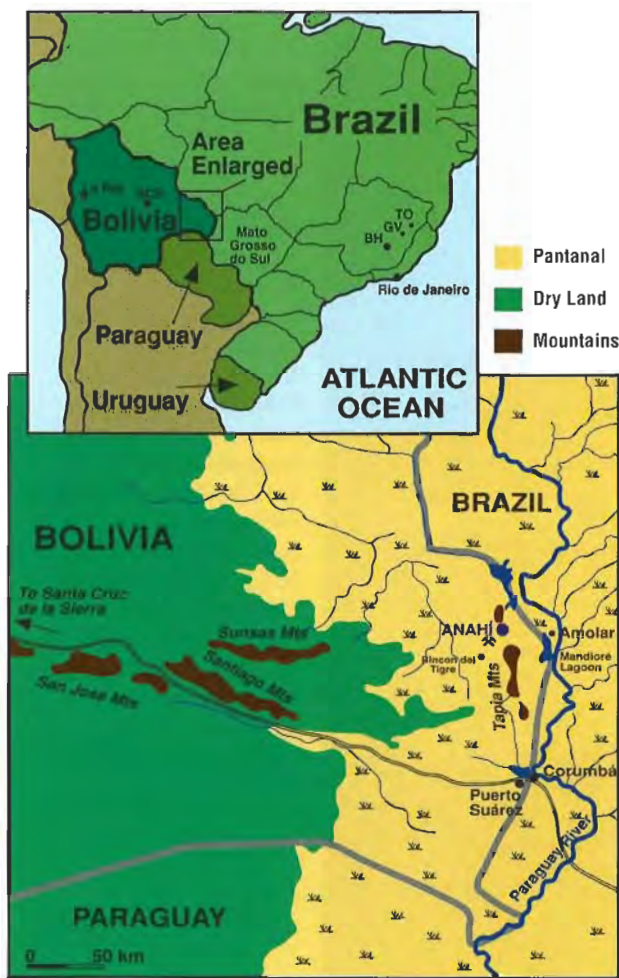 Brazil
Area
Enlarged
Bolivia
Mato
Grosso
do Sul
TO
GV
BH
Rio de Janeiro
Paraguay
Uruguay
ATLANTIC
OCEAN
Pantanal
Dry Land
Mountains
BRAZIL
BOLIVIA
To Santa Cruz
de la Sierra
Sunsas Mts
Santiago Mts
San Jose Mts
ANAHÍ
Rincon del
Tigre
Tapia Mts
Amolar
Mandioré
Lagoon
Corumbá
Puerto
Suárez
Paraguay River
PARAGUAY
0 50 km